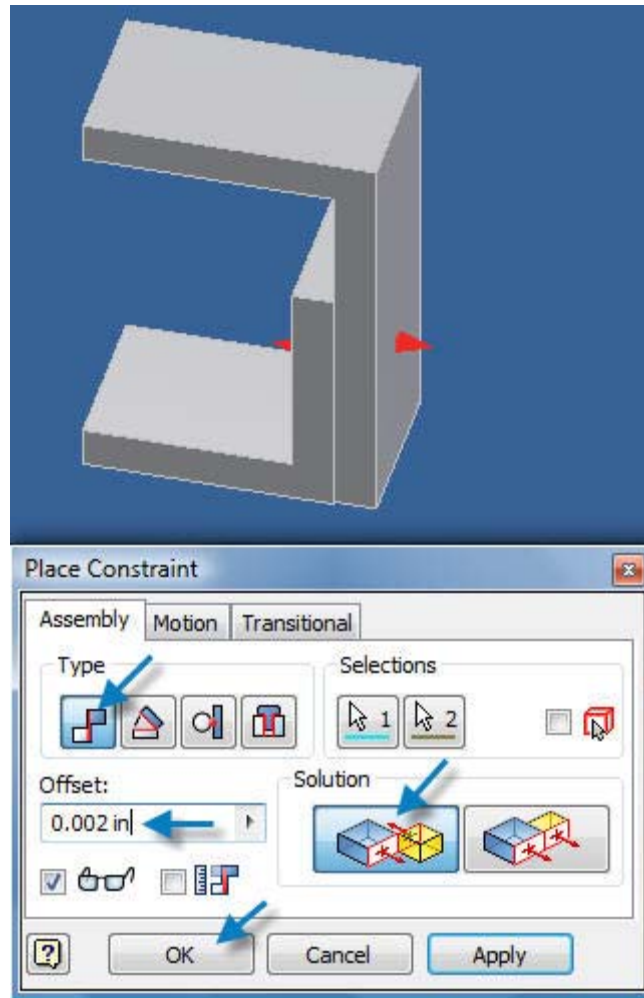 Place Constraint
Assembly Motion Transitional
Type
Selections
1 2
Offset:
Solution
0.002 in
?
OK Cancel Apply